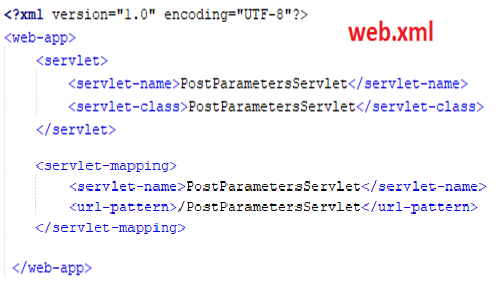 <?xml version="1.0" encoding="UTF-8"?>
web.xml
<web-app>
<servlet>
<servlet-name>PostParametersServlet</servlet-name>
<servlet-class>PostParametersServlet</servlet-class>
</servlet>
<servlet-mapping>
<servlet-name>PostParametersServlet</servlet-name>
<url-pattern>/PostParametersServlet</url-pattern>
</servlet-mapping>
</web-app>